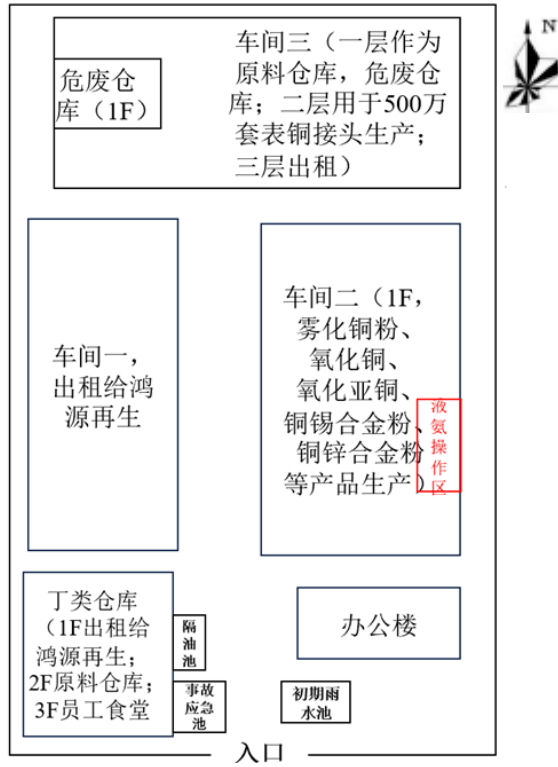 N
危废仓
库（1F）
车间三（一层作为
原料仓库，危废仓
库；二层用于500万
套表铜接头生产；
三层出租）
车间一，
出租给鸿
源再生
车间二（1F，
雾化铜粉、
氧化铜、
氧化亚铜、
铜锡合金粉、
铜锌合金粉
等产品生产）
液
氨
操
作
区
丁类仓库
（1F出租给
鸿源再生；
2F原料仓库；
3F员工食堂
隔
油
池
事故
应急
池
办公楼
初期雨
水池
入口